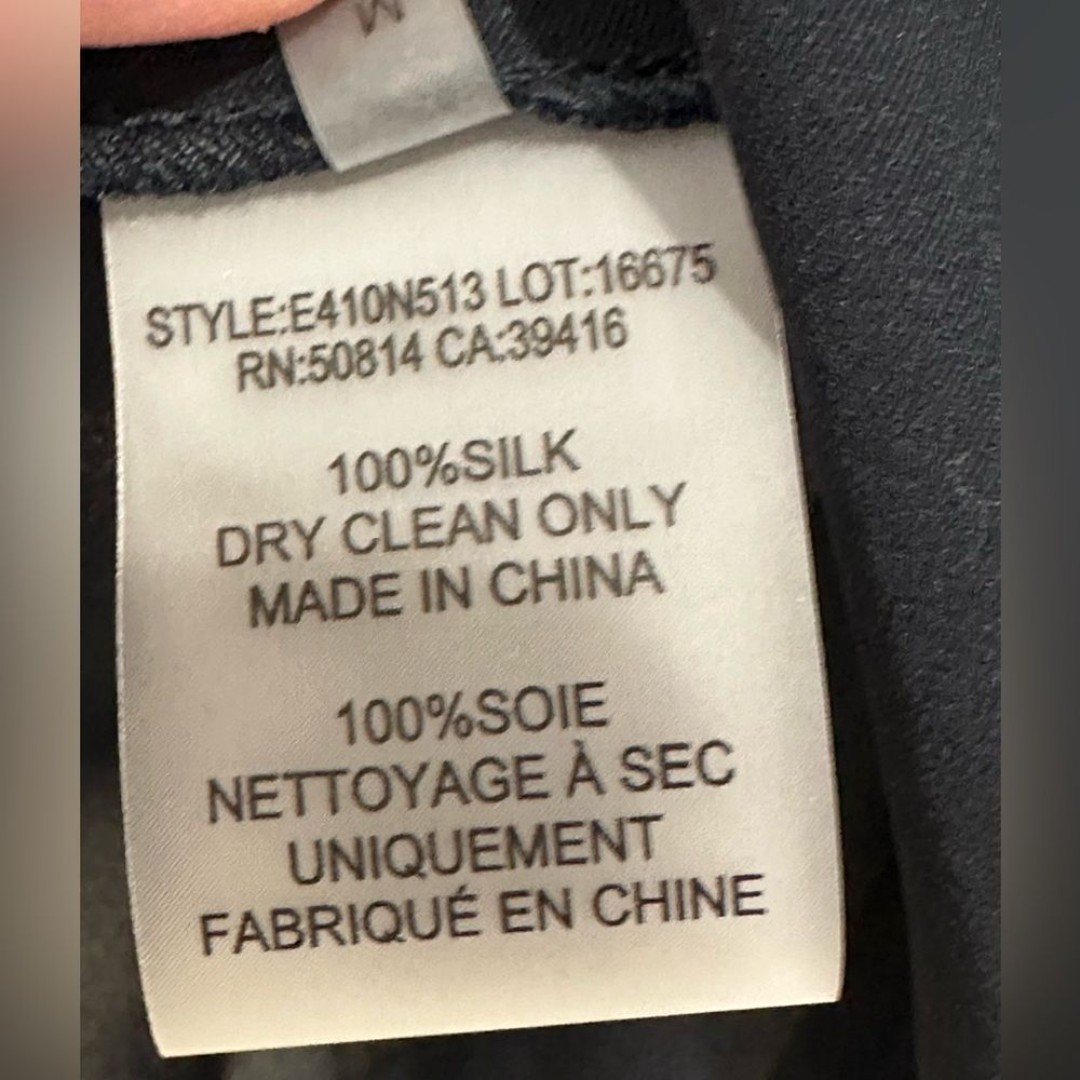 M
STYLE:E410N513 LOT:16675
RN:50814 CA:39416
100%SILK
DRY CLEAN ONLY
MADE IN CHINA
100%SOIE
NETTOYAGE À SEC
UNIQUEMENT
FABRIQUÉ EN CHINE